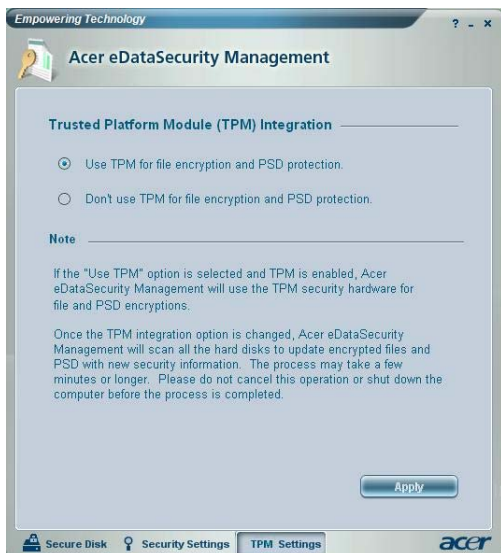 Empowering Technology
? - ×
Acer eDataSecurity Management
Trusted Platform Module (TPM) Integration
Use TPM for file encryption and PSD protection.
Don't use TPM for file encryption and PSD protection.
Note
If the "Use TPM" option is selected and TPM is enabled, Acer
eDataSecurity Management will use the TPM security hardware for
file and PSD encryptions.
Once the TPM integration option is changed, Acer eDataSecurity
Management will scan all the hard disks to update encrypted files and
PSD with new security information. The process may take a few
minutes or longer. Please do not cancel this operation or shut down the
computer before the process is completed.
Apply
Secure Disk Security Settings TPM Settings acer